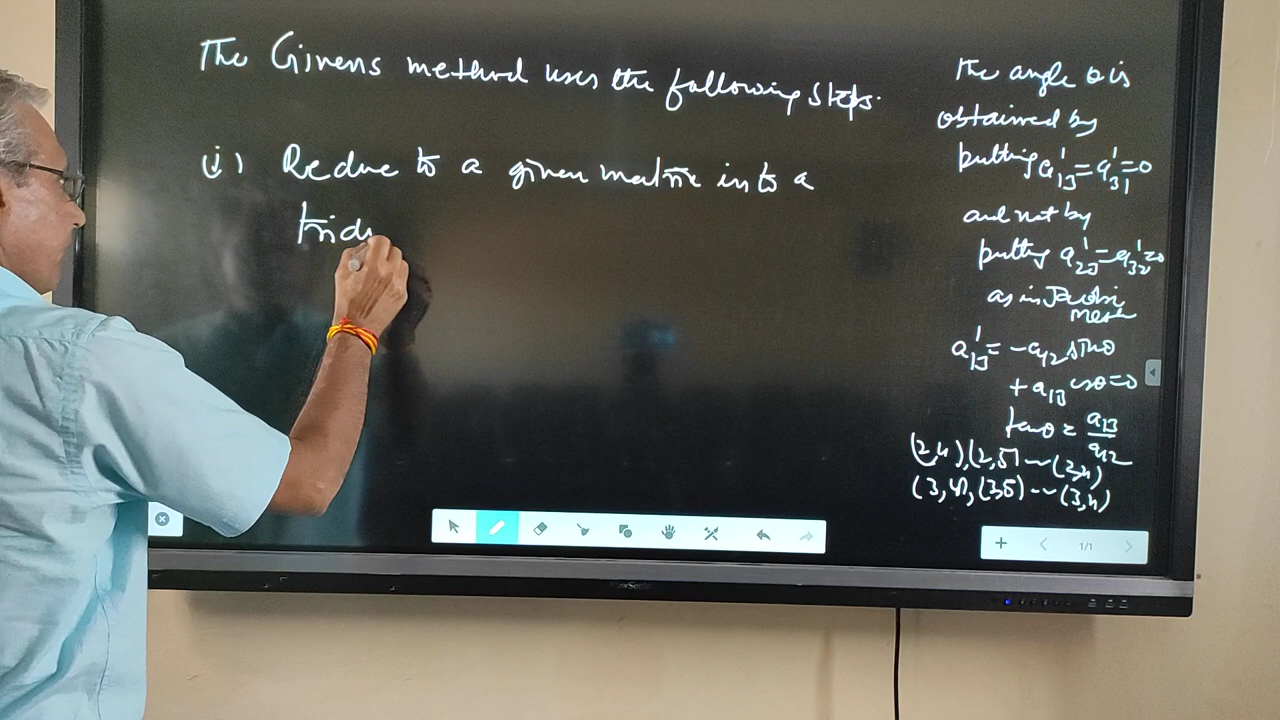 The Givens method uses the following steps.
(i) Reduce to a given matrix into a
trid
The angle θ is
obtained by
putting a'₁₃ = a'₃₁ = 0
and not by
putting a'₂₃ = a'₃₂ = 0
as in Jacobi
a'₁₃ = -a₁₂ sinθ
+ a₁₃ cosθ = 0
tanθ = a₁₃/a₁₂
(2,4),(2,5) -- (2,n)
(3,4),(3,5) -- (3,n)
1/1
ViewSonic